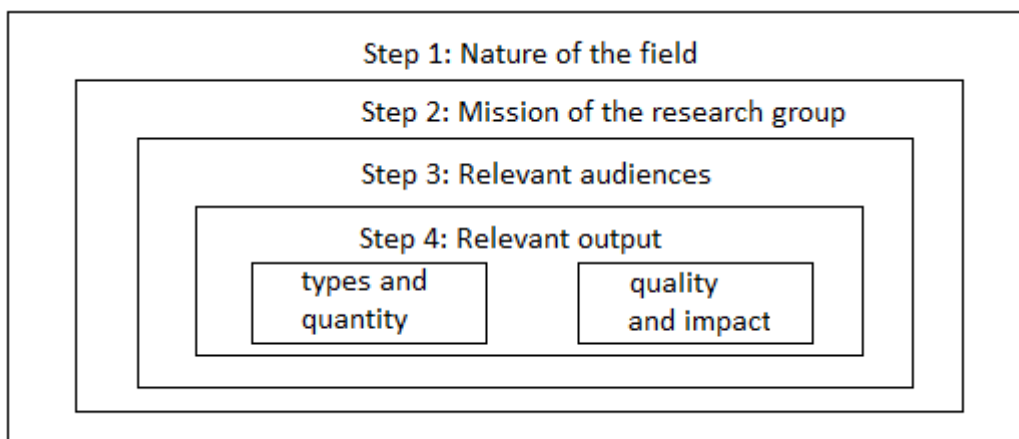 Step 1: Nature of the field
Step 2: Mission of the research group
Step 3: Relevant audiences
Step 4: Relevant output
types and
quantity
quality
and impact